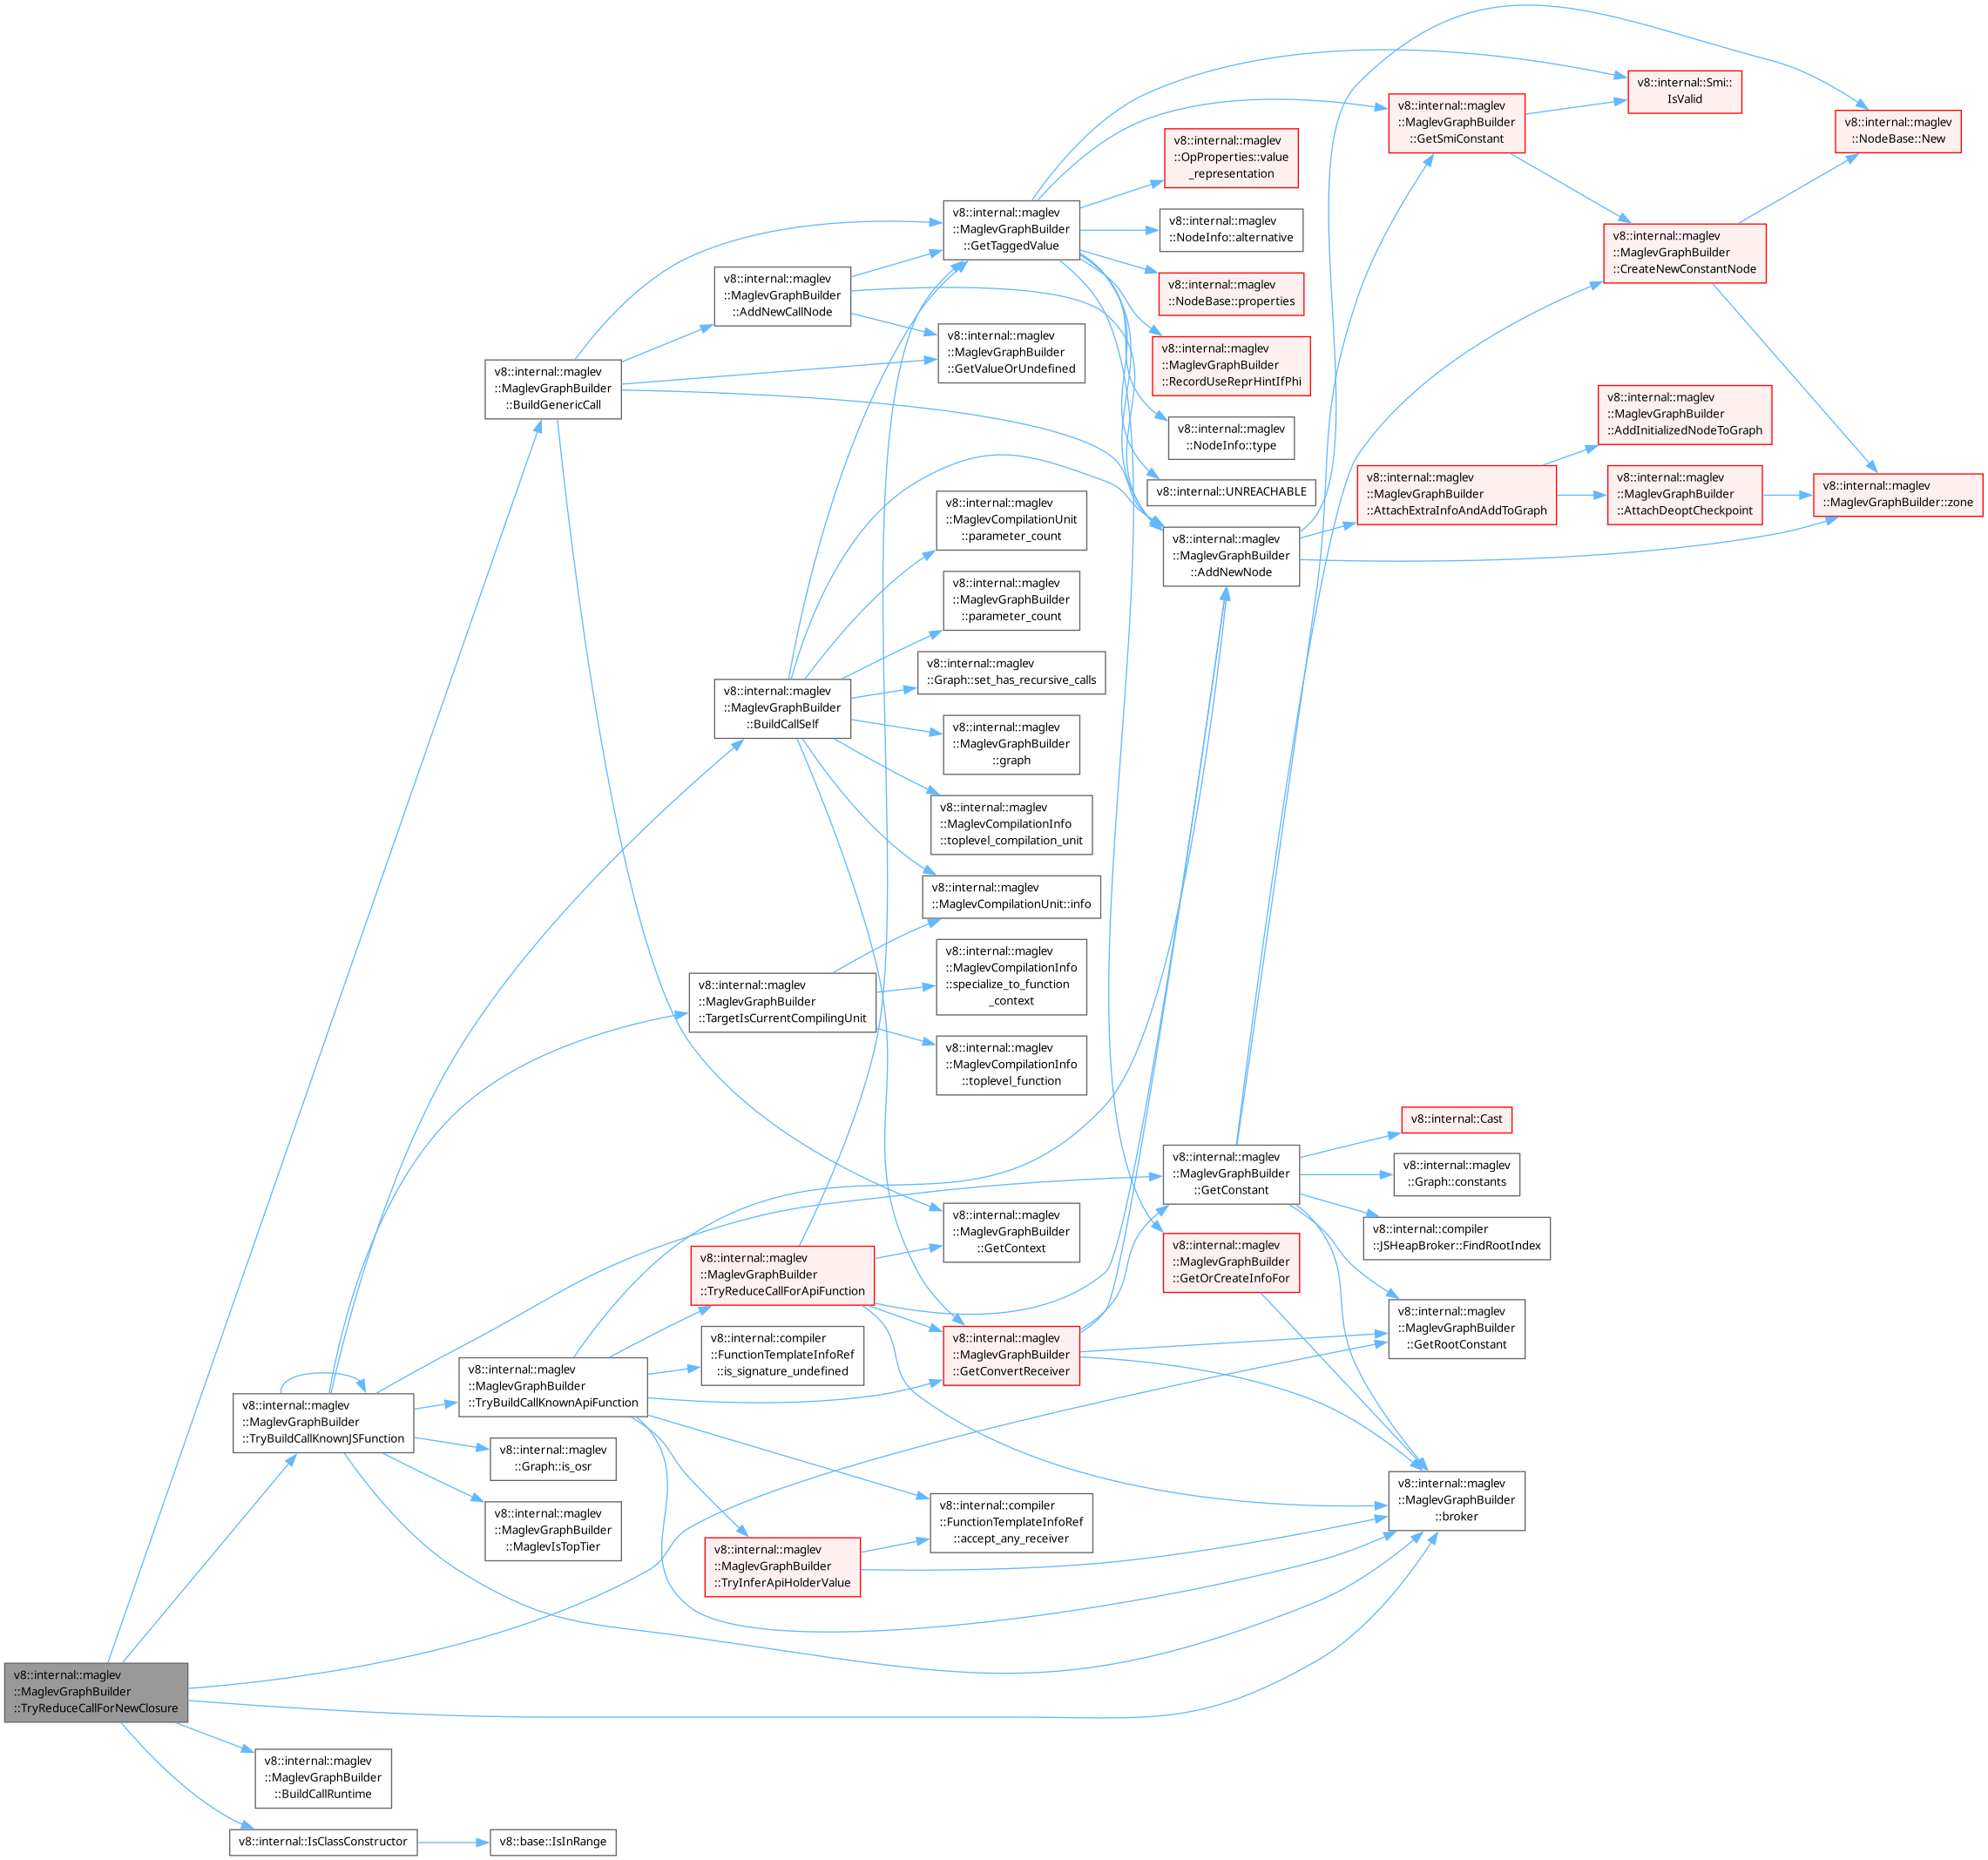 v8::internal::Smi::
IsValid
v8::internal::maglev
::MaglevGraphBuilder
::GetSmiConstant
v8::internal::maglev
::NodeBase::New
v8::internal::maglev
::OpProperties::value
_representation
v8::internal::maglev
::MaglevGraphBuilder
::GetTaggedValue
v8::internal::maglev
::NodeInfo::alternative
v8::internal::maglev
::MaglevGraphBuilder
::CreateNewConstantNode
v8::internal::maglev
::MaglevGraphBuilder
::AddNewCallNode
v8::internal::maglev
::NodeBase::properties
v8::internal::maglev
::MaglevGraphBuilder
::GetValueOrUndefined
v8::internal::maglev
::MaglevGraphBuilder
::RecordUseReprHintIfPhi
v8::internal::maglev
::MaglevGraphBuilder
::BuildGenericCall
v8::internal::maglev
::MaglevGraphBuilder
::AddInitializedNodeToGraph
v8::internal::maglev
::NodeInfo::type
v8::internal::maglev
::MaglevGraphBuilder
::AttachExtraInfoAndAddToGraph
v8::internal::maglev
::MaglevGraphBuilder
::AttachDeoptCheckpoint
v8::internal::maglev
::MaglevGraphBuilder::zone
v8::internal::UNREACHABLE
v8::internal::maglev
::MaglevCompilationUnit
::parameter_count
v8::internal::maglev
::MaglevGraphBuilder
::AddNewNode
v8::internal::maglev
::MaglevGraphBuilder
::parameter_count
v8::internal::maglev
::Graph::set_has_recursive_calls
v8::internal::maglev
::MaglevGraphBuilder
::BuildCallSelf
v8::internal::maglev
::MaglevGraphBuilder
::graph
v8::internal::maglev
::MaglevCompilationInfo
::toplevel_compilation_unit
v8::internal::maglev
::MaglevCompilationUnit::info
v8::internal::maglev
::MaglevCompilationInfo
::specialize_to_function
_context
v8::internal::maglev
::MaglevGraphBuilder
::TargetIsCurrentCompilingUnit
v8::internal::maglev
::MaglevCompilationInfo
::toplevel_function
v8::internal::Cast
v8::internal::maglev
::MaglevGraphBuilder
::GetConstant
v8::internal::maglev
::Graph::constants
v8::internal::compiler
::JSHeapBroker::FindRootIndex
v8::internal::maglev
::MaglevGraphBuilder
::GetContext
v8::internal::maglev
::MaglevGraphBuilder
::GetOrCreateInfoFor
v8::internal::maglev
::MaglevGraphBuilder
::TryReduceCallForApiFunction
v8::internal::maglev
::MaglevGraphBuilder
::GetRootConstant
v8::internal::compiler
::FunctionTemplateInfoRef
::is_signature_undefined
v8::internal::maglev
::MaglevGraphBuilder
::GetConvertReceiver
v8::internal::maglev
::MaglevGraphBuilder
::TryBuildCallKnownApiFunction
v8::internal::maglev
::MaglevGraphBuilder
::TryBuildCallKnownJSFunction
v8::internal::maglev
::Graph::is_osr
v8::internal::maglev
::MaglevGraphBuilder
::broker
v8::internal::maglev
::MaglevGraphBuilder
::MaglevIsTopTier
v8::internal::compiler
::FunctionTemplateInfoRef
::accept_any_receiver
v8::internal::maglev
::MaglevGraphBuilder
::TryInferApiHolderValue
v8::internal::maglev
::MaglevGraphBuilder
::TryReduceCallForNewClosure
v8::internal::maglev
::MaglevGraphBuilder
::BuildCallRuntime
v8::internal::IsClassConstructor
v8::base::IsInRange